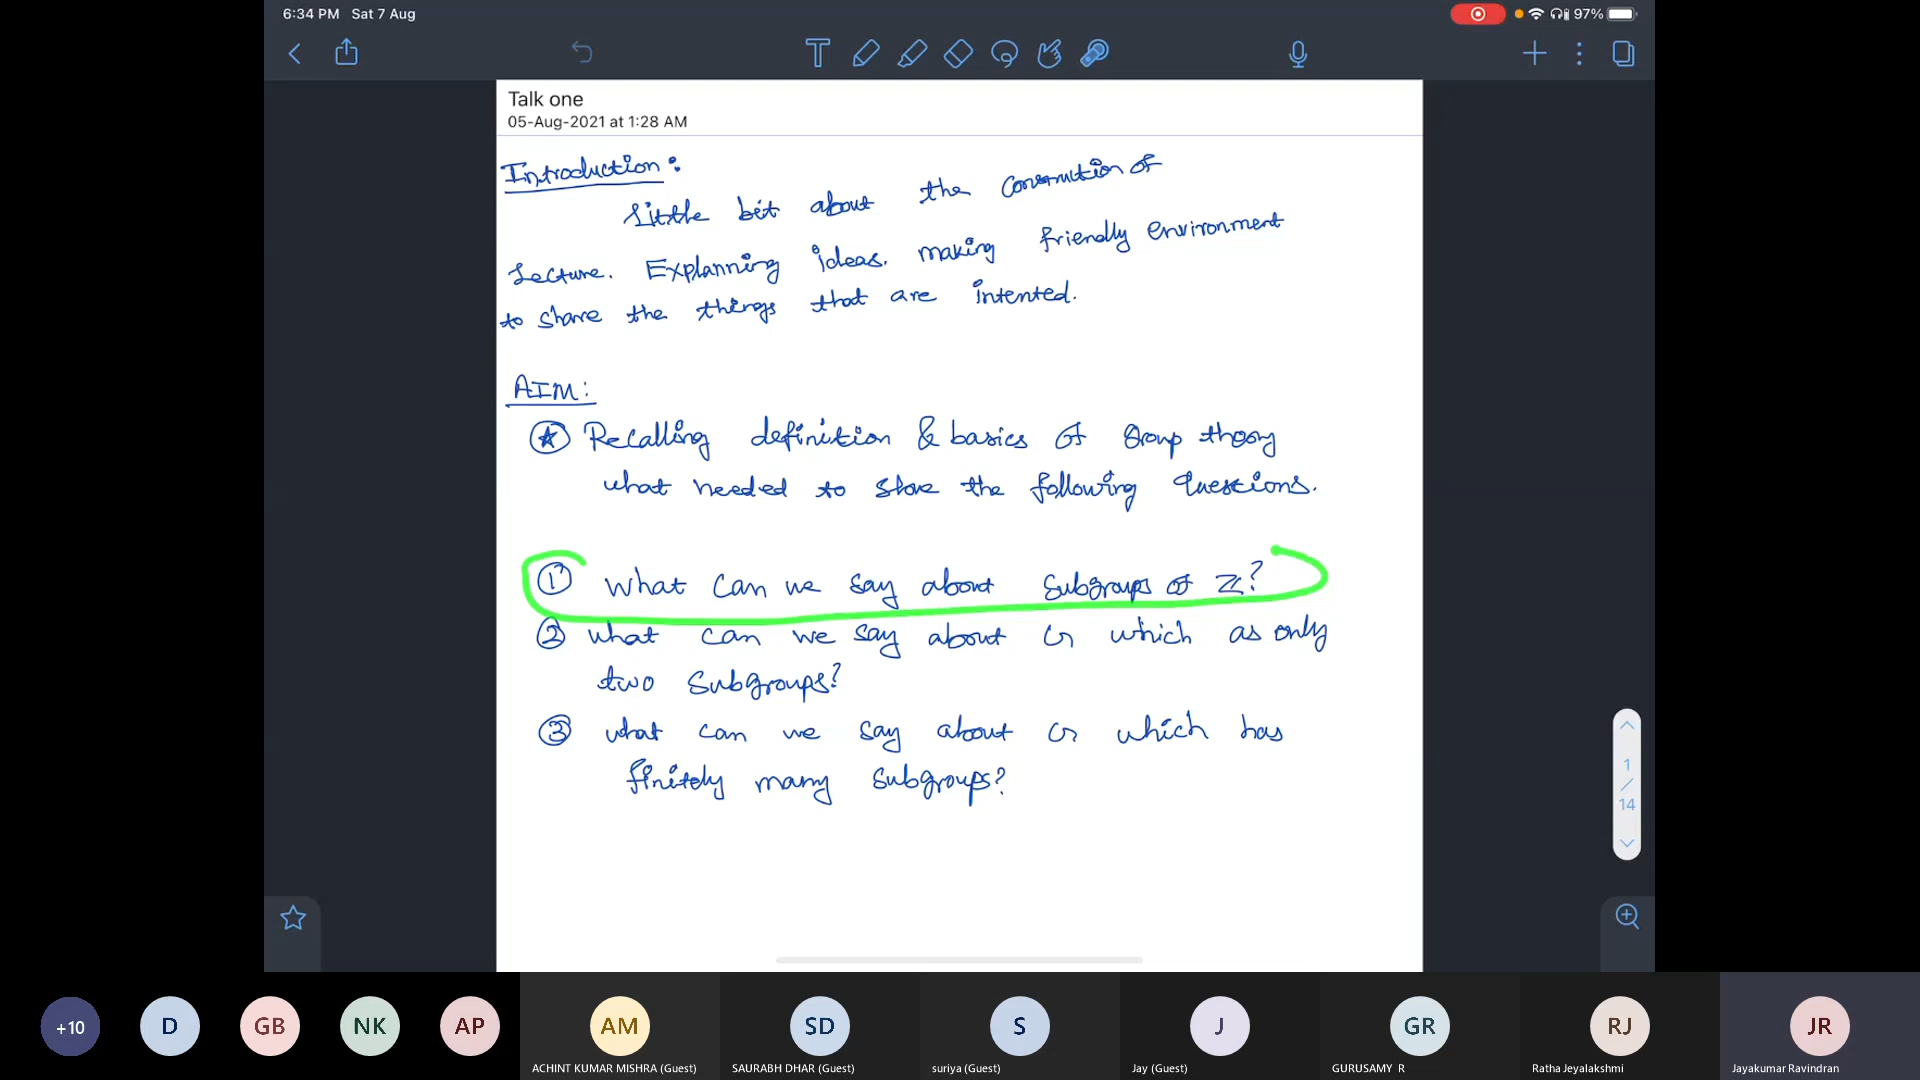 6:34 PM Sat 7 Aug
97%
Talk one
05-Aug-2021 at 1:28 AM
Introduction:
Little bit about the Construction of
Lecture. Explanning ideas. making friendly environment
to share the things that are intented.
AIM:
Recalling definition & basics of Group theory
what needed to solve the following Questions.
① What can we say about Subgroups of ℤ?
② what can we say about G which as only
two Subgroups?
③ what can we say about G which has
finitely many Subgroups?
1
/
14
+10
D
GB
NK
AP
AM
SD
S
J
GR
RJ
JR
ACHINT KUMAR MISHRA (Guest)
SAURABH DHAR (Guest)
suriya (Guest)
Jay (Guest)
GURUSAMY R
Ratha Jeyalakshmi
Jayakumar Ravindran